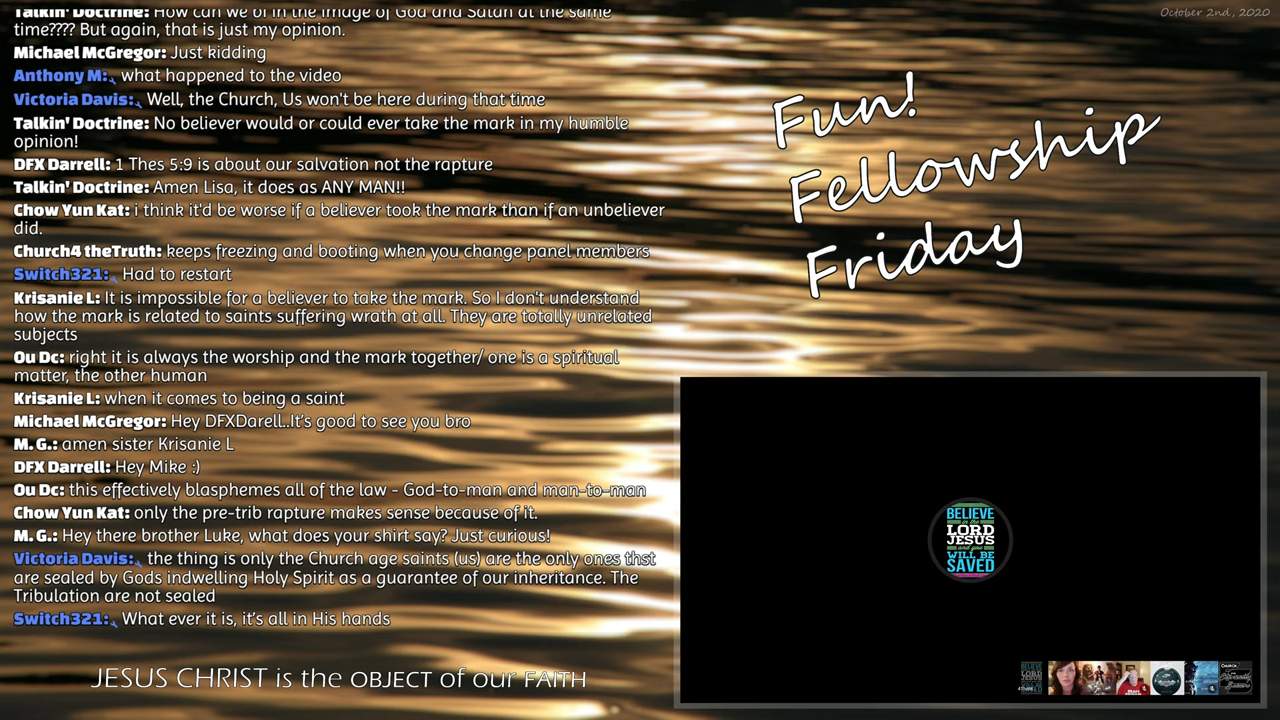 Talkin' Doctrine: How can we bi in the image of God and Satan at the same
time???? But again, that is just my opinion.
Michael McGregor: Just kidding
Anthony M: what happened to the video
Victoria Davis: Well, the Church, Us won't be here during that time
Talkin' Doctrine: No believer would or could ever take the mark in my humble
opinion!
DFX Darrell: 1 Thes 5:9 is about our salvation not the rapture
Talkin' Doctrine: Amen Lisa, it does as ANY MAN!!
Chow Yun Kat: i think it'd be worse if a believer took the mark than if an unbeliever
did.
Church4 theTruth: keeps freezing and booting when you change panel members
Switch321: Had to restart
Krisanie L: It is impossible for a believer to take the mark. So I don't understand
how the mark is related to saints suffering wrath at all. They are totally unrelated
subjects
Ou Dc: right it is always the worship and the mark together/ one is a spiritual
matter, the other human
Krisanie L: when it comes to being a saint
Michael McGregor: Hey DFXDarell..It's good to see you bro
M. G.: amen sister Krisanie L
DFX Darrell: Hey Mike :)
Ou Dc: this effectively blasphemes all of the law - God-to-man and man-to-man
Chow Yun Kat: only the pre-trib rapture makes sense because of it.
M. G.: Hey there brother Luke, what does your shirt say? Just curious!
Victoria Davis: the thing is only the Church age saints (us) are the only ones thst
are sealed by Gods indwelling Holy Spirit as a guarantee of our inheritance. The
Tribulation are not sealed
Switch321: What ever it is, it's all in His hands
JESUS CHRIST is the OBJECT of our FAITH
October 2nd, 2020
Fun!
Fellowship
Friday
BELIEVE
in the
LORD
JESUS
and you
WILL BE
SAVED